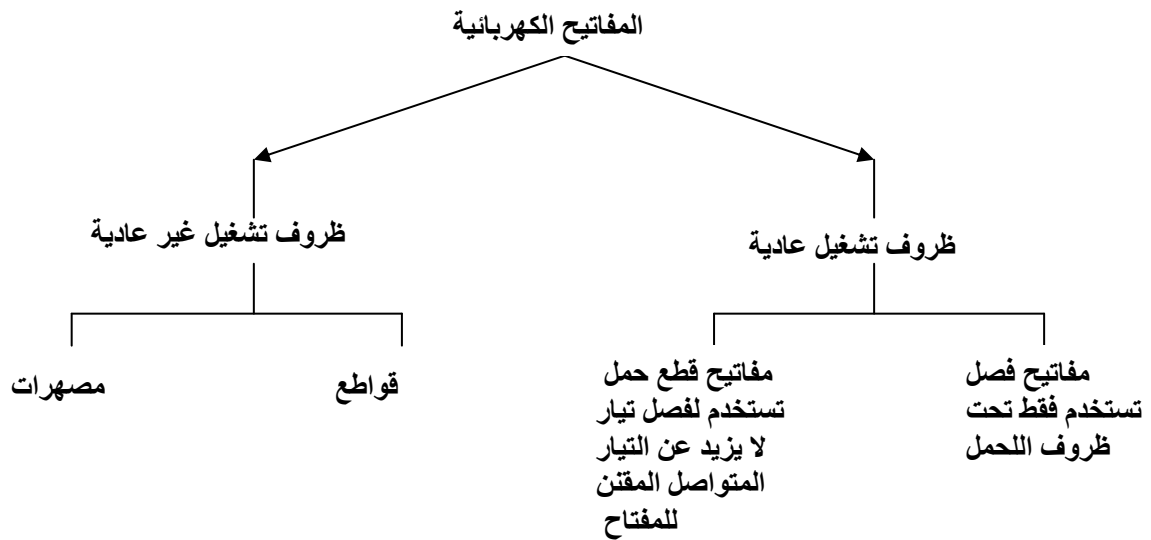 المفاتيح الكهربائية
ظروف تشغيل عادية
ظروف تشغيل غير عادية
مفاتيح فصل
تستخدم فقط تحت
ظروف اللحمل
مفاتيح قطع حمل
تستخدم لفصل تيار
لا يزيد عن التيار
المتواصل المقنن
للمفتاح
قواطع
مصهرات